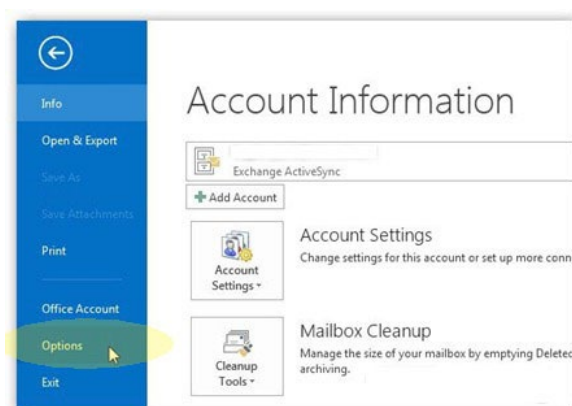 Info
Open & Export
Save As
Save Attachments
Print
Office Account
Options
Exit
Account Information
Exchange ActiveSync
Add Account
Account
Settings
Account Settings
Change settings for this account or set up more conn
Cleanup
Tools
Mailbox Cleanup
Manage the size of your mailbox by emptying Deleted
archiving.